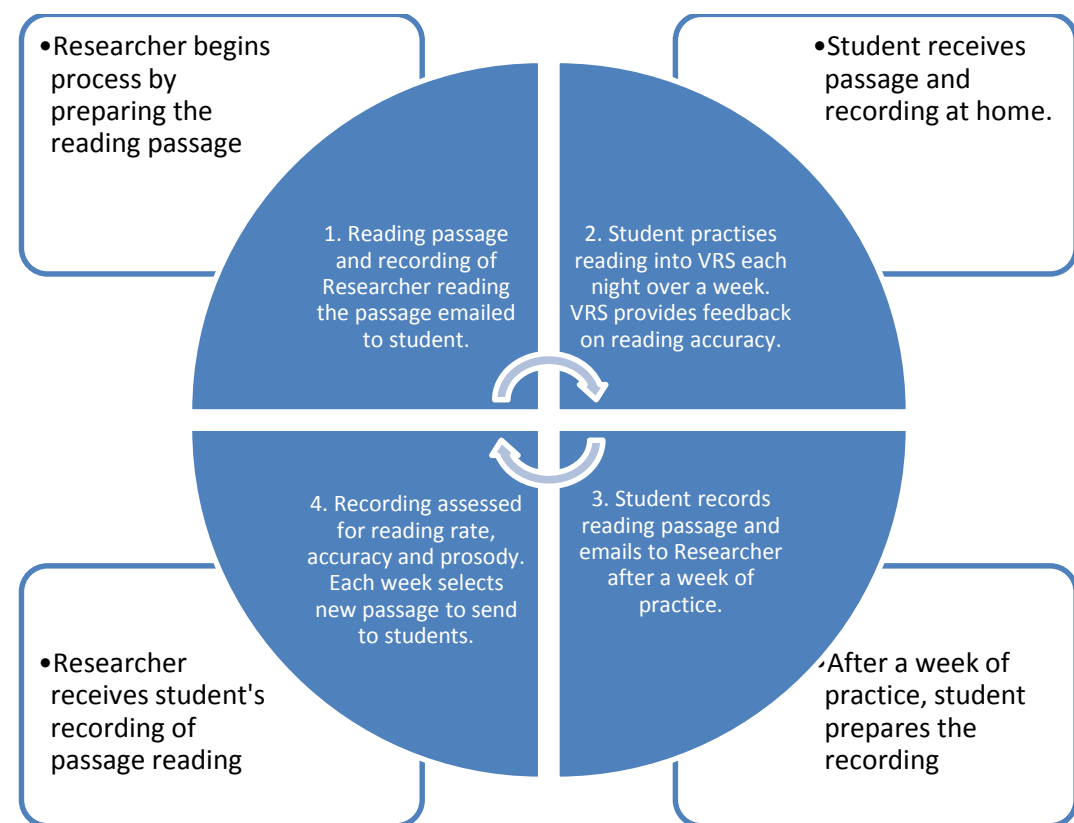 •Researcher begins
process by
preparing the
reading passage
•Student receives
passage and
recording at home.
1. Reading passage
and recording of
Researcher reading
the passage emailed
to student.
2. Student practises
reading into VRS each
night over a week.
VRS provides feedback
on reading accuracy.
3. Student records
reading passage and
emails to Researcher
after a week of
practice.
4. Recording assessed
for reading rate,
accuracy and prosody.
Each week selects
new passage to send
to students.
•Researcher
receives student's
recording of
passage reading
•After a week of
practice, student
prepares the
recording